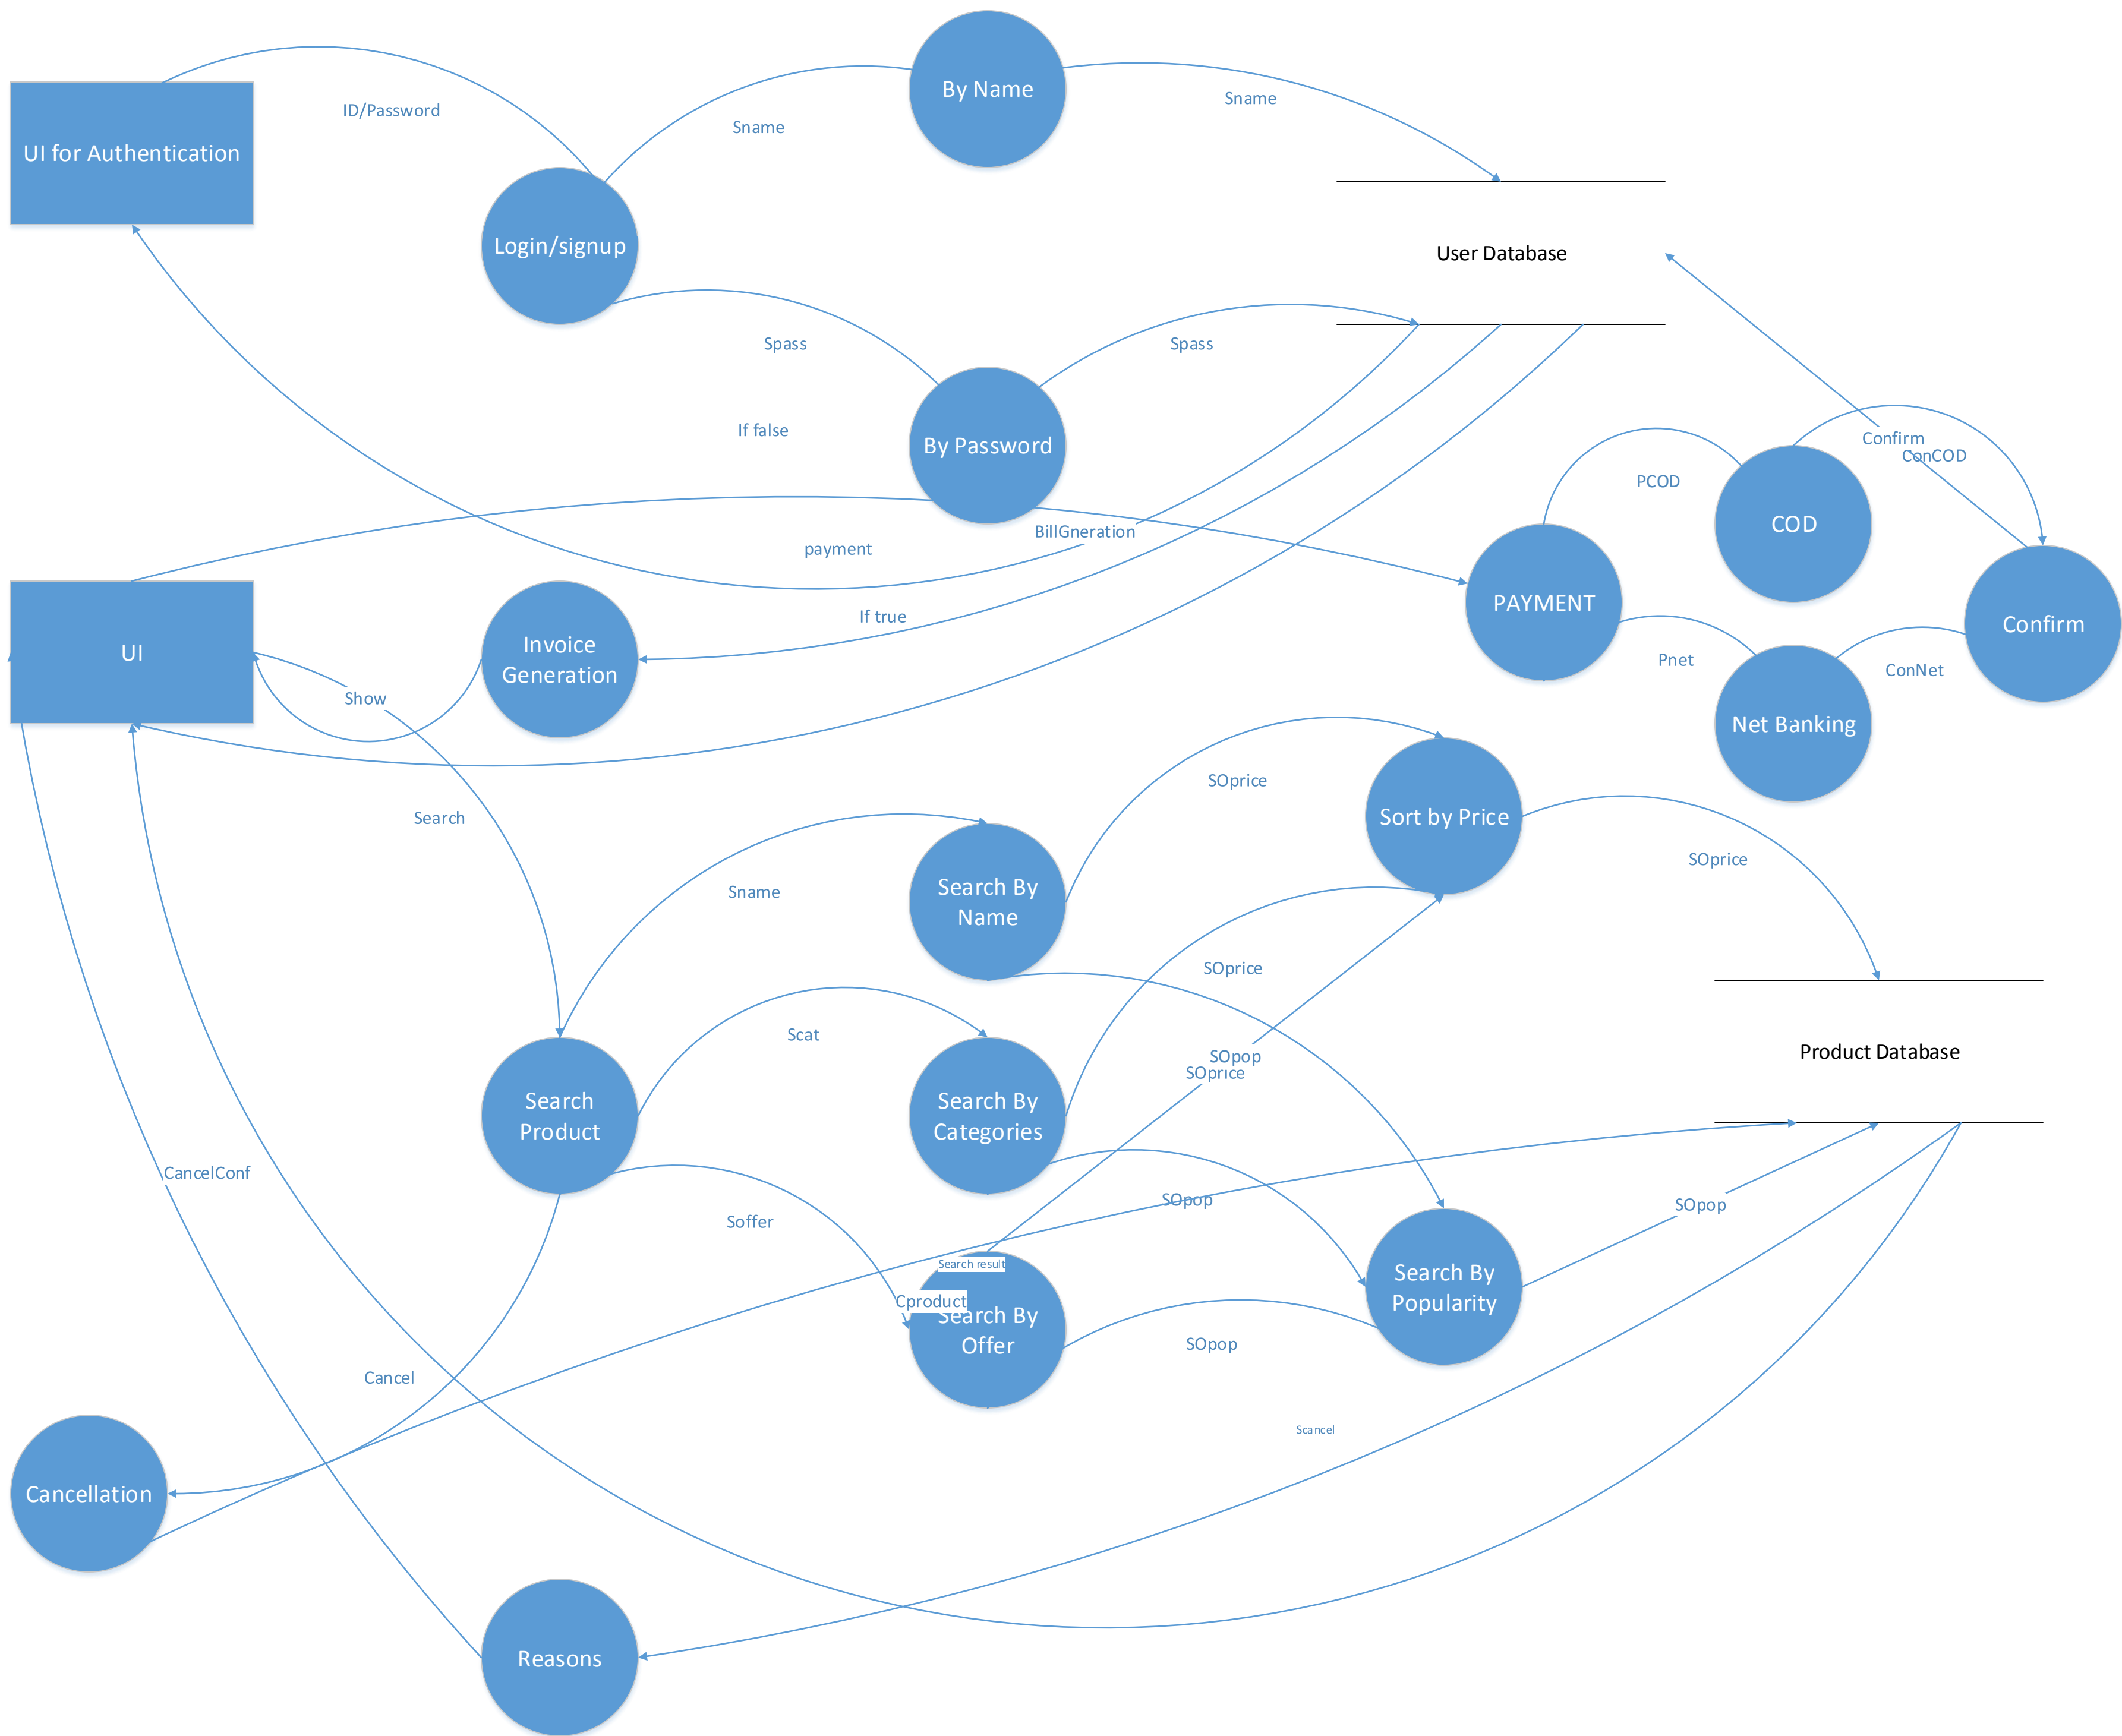 By Name
ID/Password
Sname
Sname
UI for Authentication
Login/signup
User Database
Spass
Spass
If false
By Password
Confirm
ConCOD
PCOD
COD
BillGneration
payment
PAYMENT
If true
Confirm
UI
Invoice
Generation
Pnet
ConNet
Show
Net Banking
SOprice
Search
Sort by Price
SOprice
Sname
Search By
Name
SOprice
Scat
SOpop
SOprice
Product Database
Search
Product
Search By
Categories
CancelConf
SOpop
SOpop
Soffer
Search result
Cproduct
Search By
Offer
Search By
Popularity
SOpop
Cancel
Scancel
Cancellation
Reasons